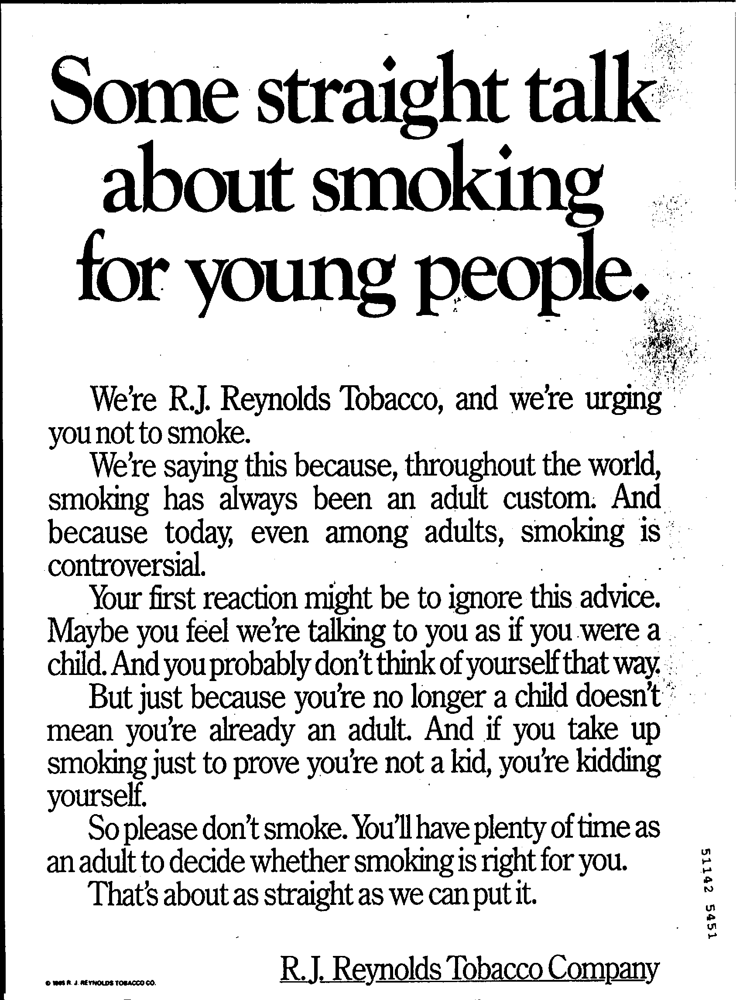 Some straight talk
about smoking
for young people.
We're R.J. Reynolds Tobacco, and we're urging
you not to smoke.
We're saying this because, throughout the world,
smoking has always been an adult custom. And
because today, even among adults, smoking is
controversial.
Your first reaction might be to ignore this advice.
Maybe you feel we're talking to you as if you were a
child. And you probably don't think of yourself that way.
But just because you're no longer a child doesn't
mean you're already an adult. And if you take up
smoking just to prove you're not a kid, you're kidding
yourself.
So please don't smoke. You'll have plenty of time as
an adult to decide whether smoking is right for you.
That's about as straight as we can put it.
R.J. Reynolds Tobacco Company
© R. J. REYNOLDS TOBACCO CO.
51142 5451